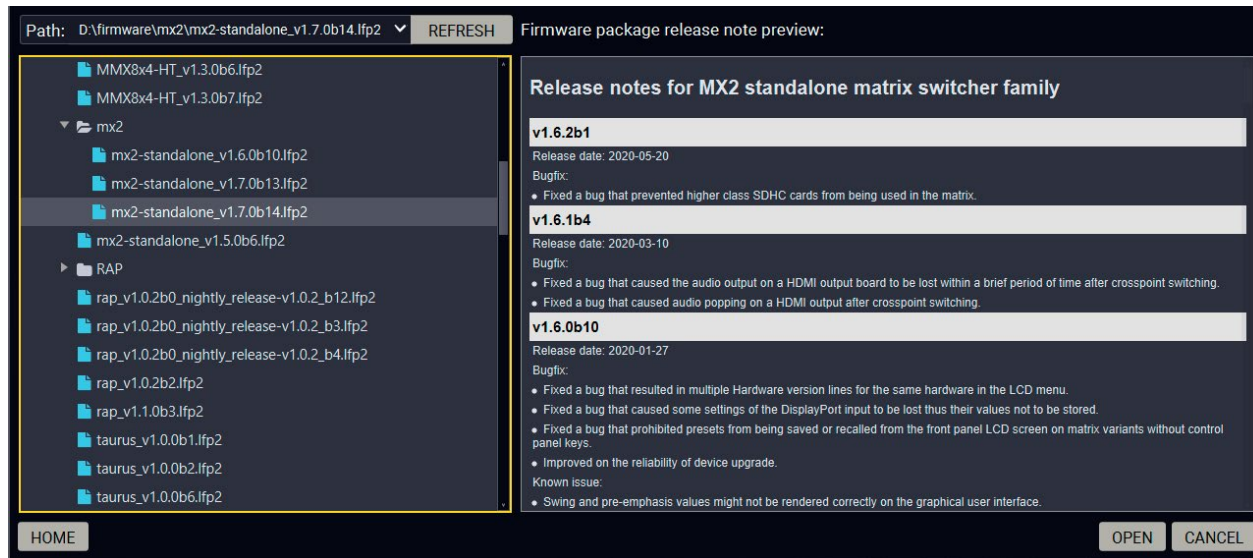 Path: D:\firmware\mx2\mx2-standalone_v1.7.0b14.lfp2 REFRESH
MMX8x4-HT_v1.3.0b6.lfp2
MMX8x4-HT_v1.3.0b7.lfp2
mx2
mx2-standalone_v1.6.0b10.lfp2
mx2-standalone_v1.7.0b13.lfp2
mx2-standalone_v1.7.0b14.lfp2
mx2-standalone_v1.5.0b6.lfp2
RAP
rap_v1.0.2b0_nightly_release-v1.0.2_b12.lfp2
rap_v1.0.2b0_nightly_release-v1.0.2_b3.lfp2
rap_v1.0.2b0_nightly_release-v1.0.2_b4.lfp2
rap_v1.0.2b2.lfp2
rap_v1.1.0b3.lfp2
taurus_v1.0.0b1.lfp2
taurus_v1.0.0b2.lfp2
taurus_v1.0.0b6.lfp2
Firmware package release note preview:
Release notes for MX2 standalone matrix switcher family
v1.6.2b1
Release date: 2020-05-20
Bugfix:
• Fixed a bug that prevented higher class SDHC cards from being used in the matrix.
v1.6.1b4
Release date: 2020-03-10
Bugfix:
• Fixed a bug that caused the audio output on a HDMI output board to be lost within a brief period of time after crosspoint switching.
• Fixed a bug that caused audio popping on a HDMI output after crosspoint switching.
v1.6.0b10
Release date: 2020-01-27
Bugfix:
• Fixed a bug that resulted in multiple Hardware version lines for the same hardware in the LCD menu.
• Fixed a bug that caused some settings of the DisplayPort input to be lost thus their values not to be stored.
• Fixed a bug that prohibited presets from being saved or recalled from the front panel LCD screen on matrix variants without control
panel keys.
• Improved on the reliability of device upgrade.
Known issue:
• Swing and pre-emphasis values might not be rendered correctly on the graphical user interface.
HOME
OPEN
CANCEL